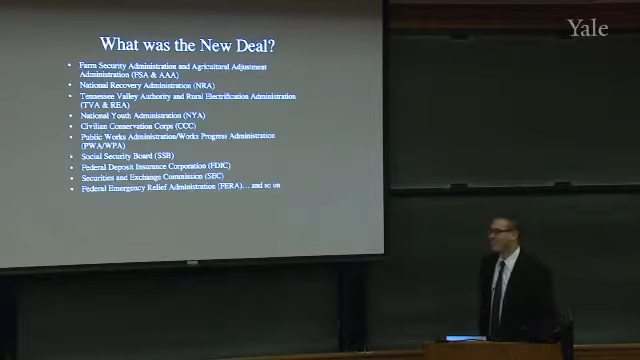 Yale
What was the New Deal?
• Farm Security Administration and Agricultural Adjustment
Administration (FSA & AAA)
• National Recovery Administration (NRA)
• Tennessee Valley Authority and Rural Electrification Administration
(TVA & REA)
• National Youth Administration (NYA)
• Civilian Conservation Corps (CCC)
• Public Works Administration/Works Progress Administration
(PWA/WPA)
• Social Security Board (SSB)
• Federal Deposit Insurance Corporation (FDIC)
• Securities and Exchange Commission (SEC)
• Federal Emergency Relief Administration (FERA)… and so on